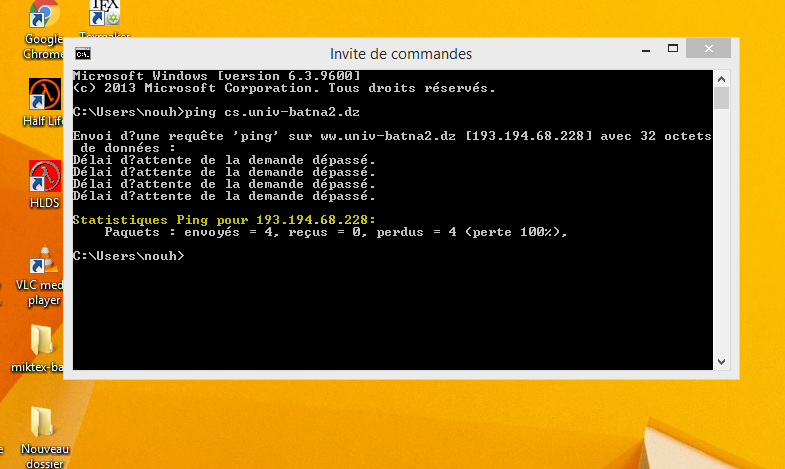 Google
Chrome
Texmaker
Half Life
HLDS
VLC med
player
miktex-ba
Nouveau
dossier
Invite de commandes
Microsoft Windows [version 6.3.9600]
(c) 2013 Microsoft Corporation. Tous droits réservés.
C:\Users\nouh>ping cs.univ-batna2.dz
Envoi d?une requête 'ping' sur ww.univ-batna2.dz [193.194.68.228] avec 32 octets
de données :
Délai d?attente de la demande dépassé.
Délai d?attente de la demande dépassé.
Délai d?attente de la demande dépassé.
Délai d?attente de la demande dépassé.
Statistiques Ping pour 193.194.68.228:
Paquets : envoyés = 4, reçus = 0, perdus = 4 (perte 100%),
C:\Users\nouh>